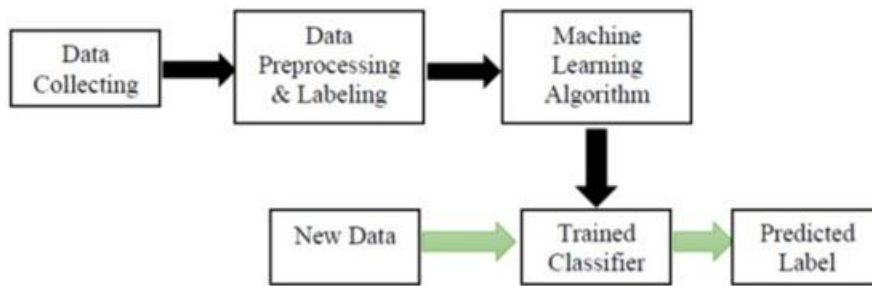 Data
Collecting
Data
Preprocessing
& Labeling
Machine
Learning
Algorithm
New Data
Trained
Classifier
Predicted
Label